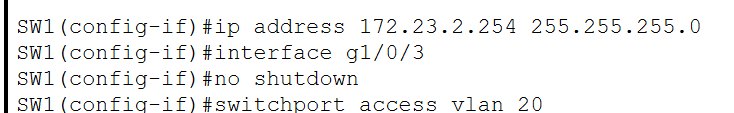 SW1(config-if)#ip address 172.23.2.254 255.255.255.0
SW1(config-if)#interface g1/0/3
SW1(config-if)#no shutdown
SW1(config-if)#switchport access vlan 20